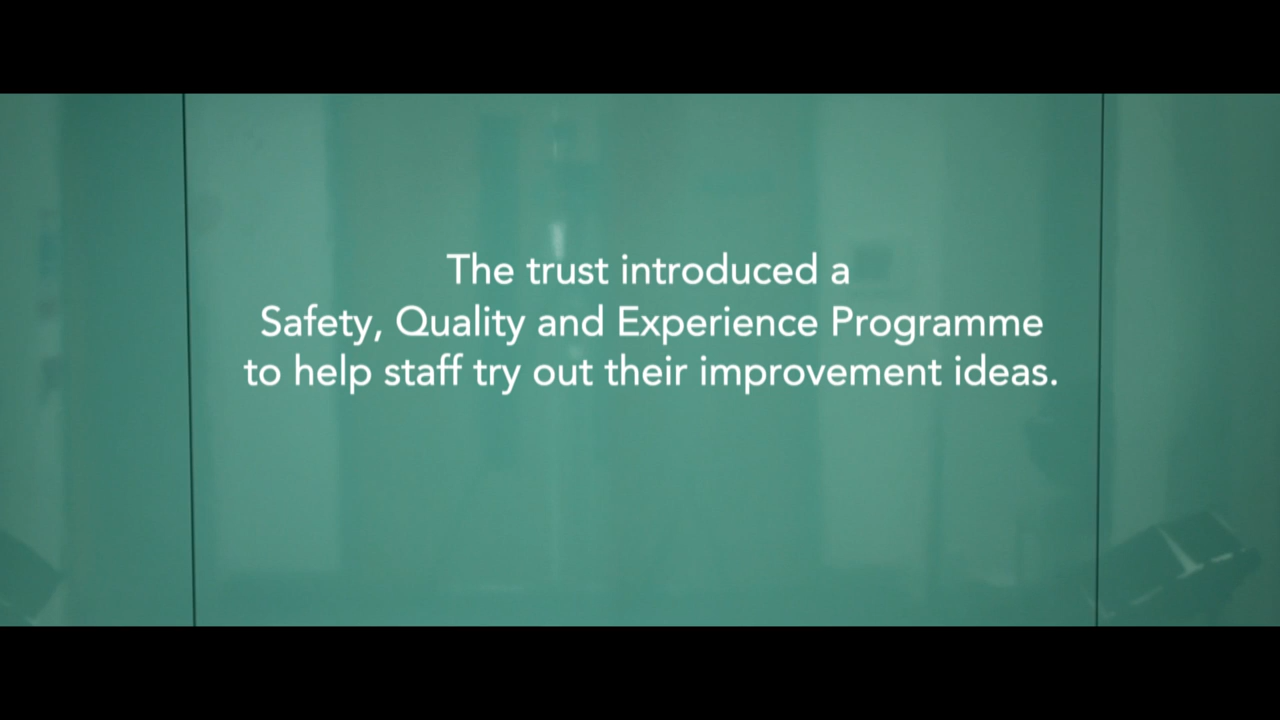 The trust introduced a
Safety, Quality and Experience Programme
to help staff try out their improvement ideas.